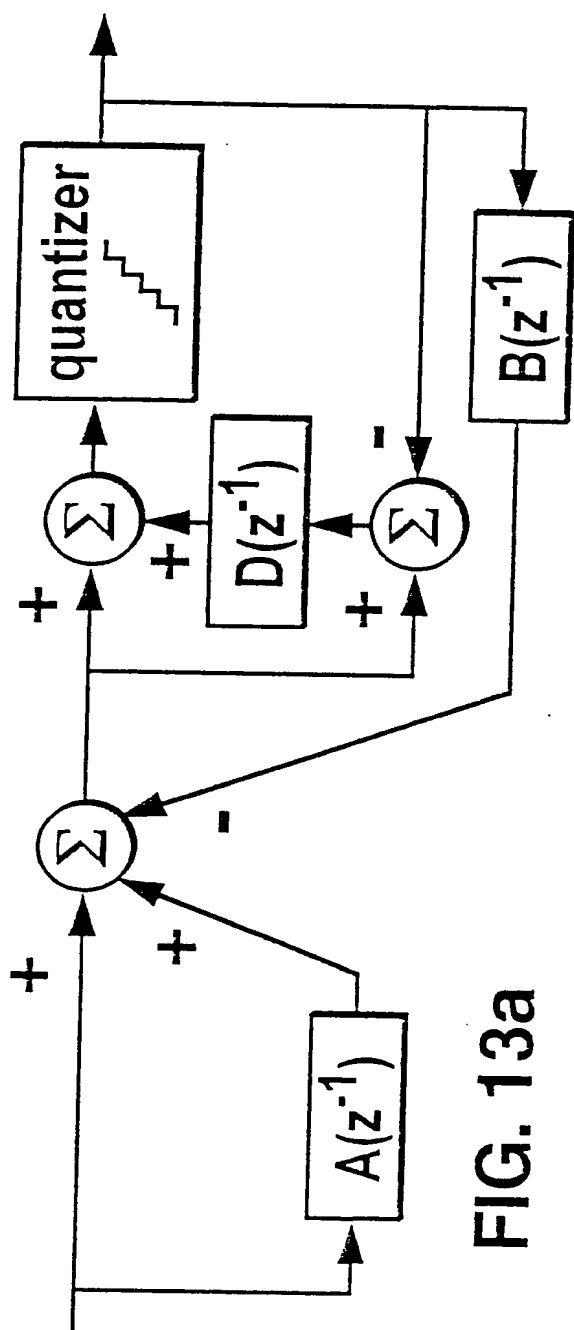 +
Σ
+
-
A(z⁻¹)
+
Σ
+
D(z⁻¹)
+
Σ
-
quantizer
B(z⁻¹)
FIG. 13a